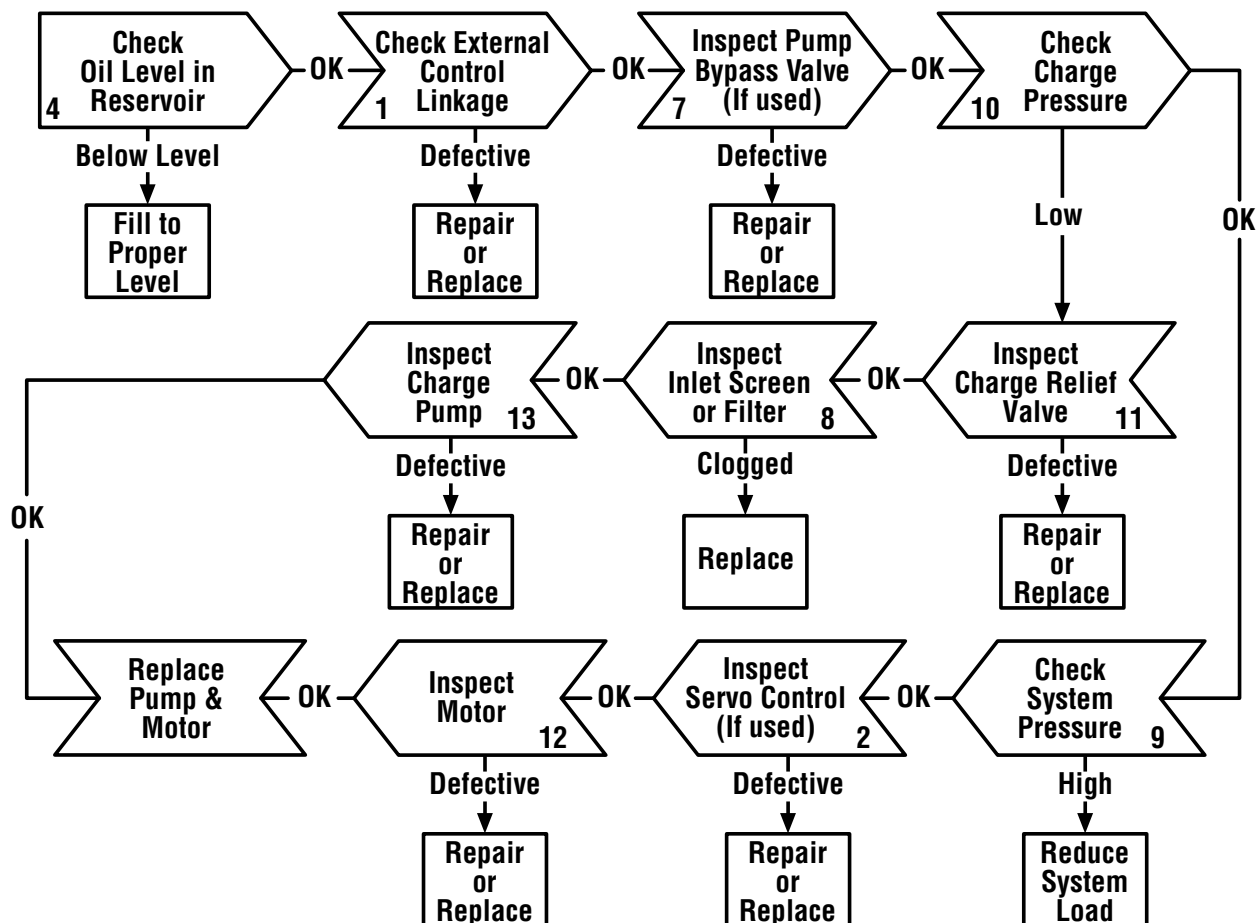 Check
Oil Level in
Reservoir
4
OK
Check External
Control
Linkage
1
OK
Inspect Pump
Bypass Valve
(If used)
7
OK
Check
Charge
Pressure
10
Below Level
Defective
Defective
Low
OK
Fill to
Proper
Level
Repair
or
Replace
Repair
or
Replace
Inspect
Charge
Pump
13
OK
Inspect
Inlet Screen
or Filter
8
OK
Inspect
Charge Relief
Valve
11
Defective
Clogged
Defective
OK
Repair
or
Replace
Replace
Repair
or
Replace
Replace
Pump &
Motor
OK
Inspect
Motor
12
OK
Inspect
Servo Control
(If used)
2
OK
Check
System
Pressure
9
Defective
Defective
High
Repair
or
Replace
Repair
or
Replace
Reduce
System
Load